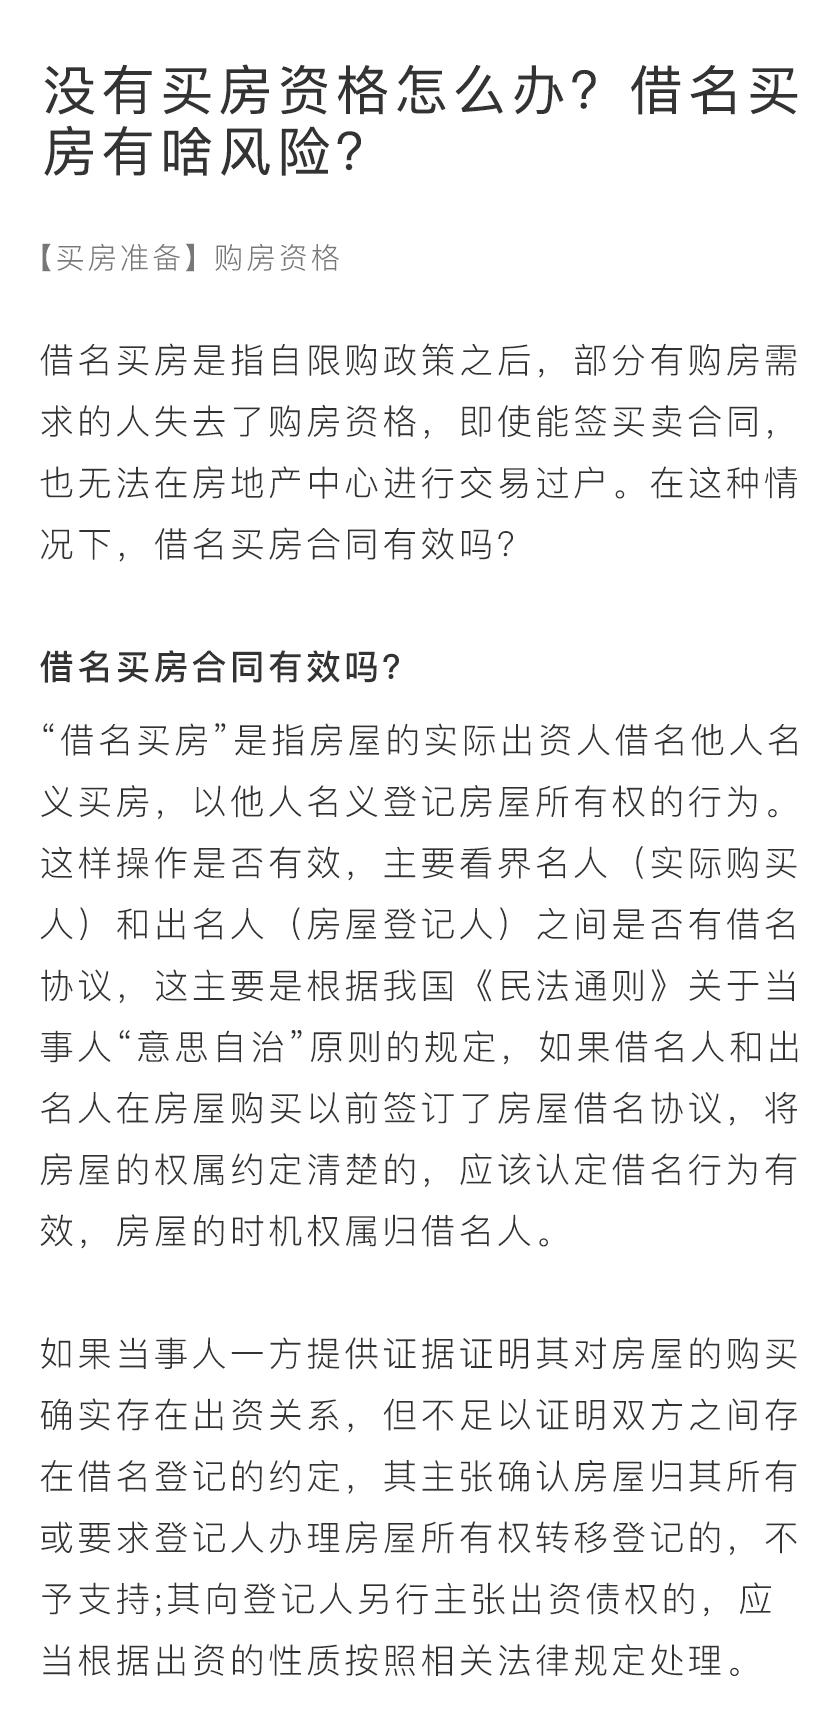 没有买房资格怎么办？借名买
房有啥风险？
【买房准备】购房资格
借名买房是指自限购政策之后，部分有购房需
求的人失去了购房资格，即使能签买卖合同，
也无法在房地产中心进行交易过户。在这种情
况下，借名买房合同有效吗？
借名买房合同有效吗？
“借名买房”是指房屋的实际出资人借名他人名
义买房，以他人名义登记房屋所有权的行为。
这样操作是否有效，主要看界名人（实际购买
人）和出名人（房屋登记人）之间是否有借名
协议，这主要是根据我国《民法通则》关于当
事人“意思自治”原则的规定，如果借名人和出
名人在房屋购买以前签订了房屋借名协议，将
房屋的权属约定清楚的，应该认定借名行为有
效，房屋的时机权属归借名人。
如果当事人一方提供证据证明其对房屋的购买
确实存在出资关系，但不足以证明双方之间存
在借名登记的约定，其主张确认房屋归其所有
或要求登记人办理房屋所有权转移登记的，不
予支持;其向登记人另行主张出资债权的，应
当根据出资的性质按照相关法律规定处理。